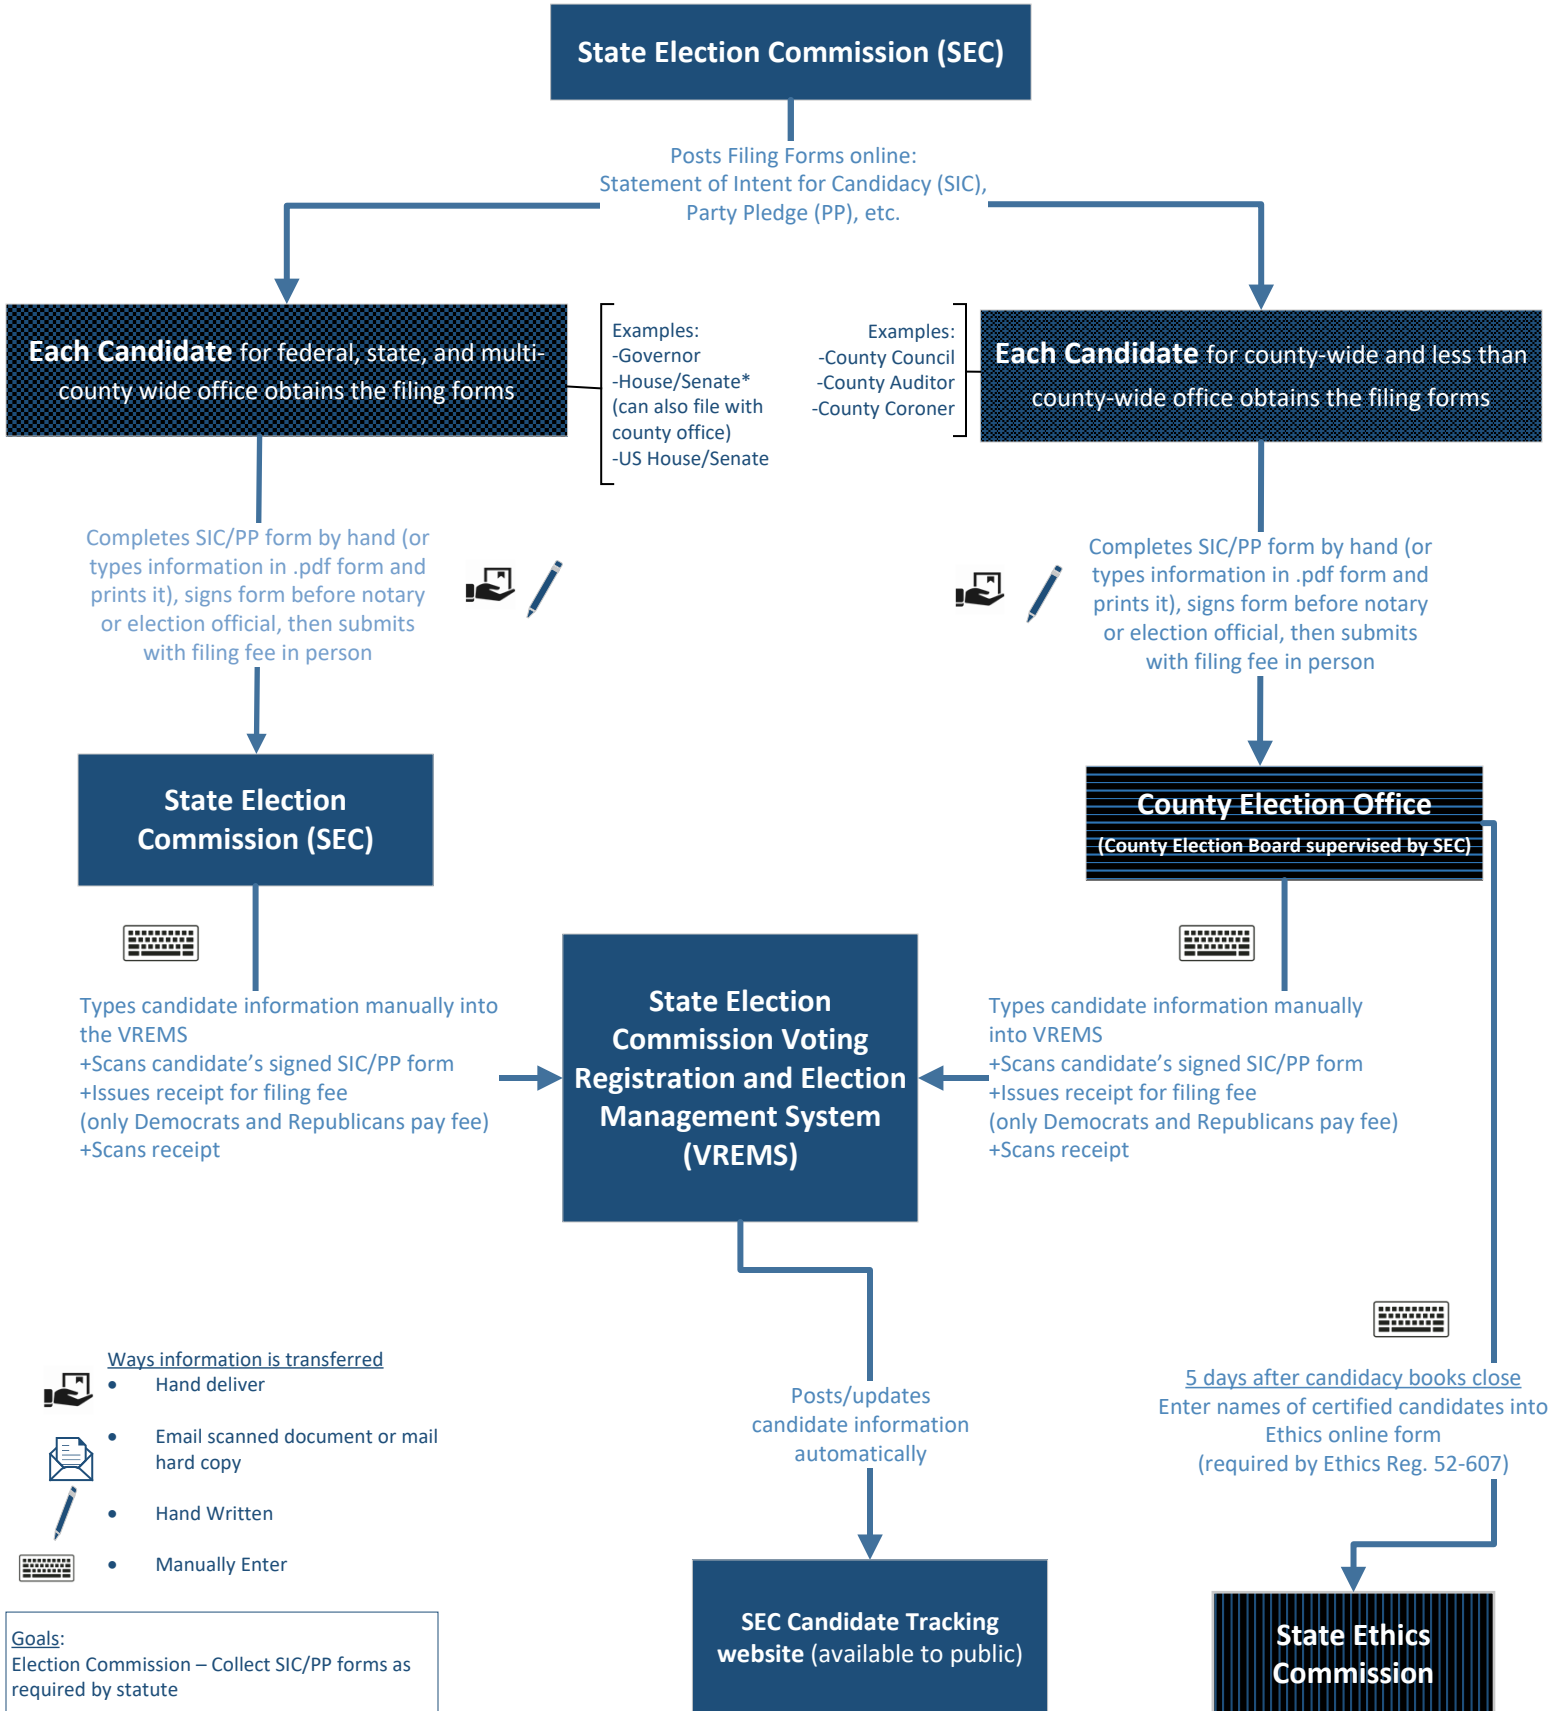 State Election Commission (SEC)
Posts Filing Forms online:
Statement of Intent for Candidacy (SIC),
Party Pledge (PP), etc.
Each Candidate for federal, state, and multi-
county wide office obtains the filing forms
Examples:
-Governor
-House/Senate*
(can also file with
county office)
-US House/Senate
Examples:
-County Council
-County Auditor
-County Coroner
Each Candidate for county-wide and less than
county-wide office obtains the filing forms
Completes SIC/PP form by hand (or
types information in .pdf form and
prints it), signs form before notary
or election official, then submits
with filing fee in person
Completes SIC/PP form by hand (or
types information in .pdf form and
prints it), signs form before notary
or election official, then submits
with filing fee in person
State Election
Commission (SEC)
County Election Office
(County Election Board supervised by SEC)
Types candidate information manually into
the VREMS
+Scans candidate’s signed SIC/PP form
+Issues receipt for filing fee
(only Democrats and Republicans pay fee)
+Scans receipt
State Election
Commission Voting
Registration and Election
Management System
(VREMS)
Types candidate information manually
into VREMS
+Scans candidate’s signed SIC/PP form
+Issues receipt for filing fee
(only Democrats and Republicans pay fee)
+Scans receipt
Ways information is transferred
• Hand deliver
• Email scanned document or mail
hard copy
• Hand Written
• Manually Enter
Posts/updates
candidate information
automatically
5 days after candidacy books close
Enter names of certified candidates into
Ethics online form
(required by Ethics Reg. 52-607)
Goals:
Election Commission – Collect SIC/PP forms as
required by statute
SEC Candidate Tracking
website (available to public)
State Ethics
Commission